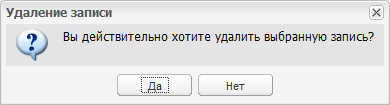 Удаление записи
Вы действительно хотите удалить выбранную запись?
Да
Нет